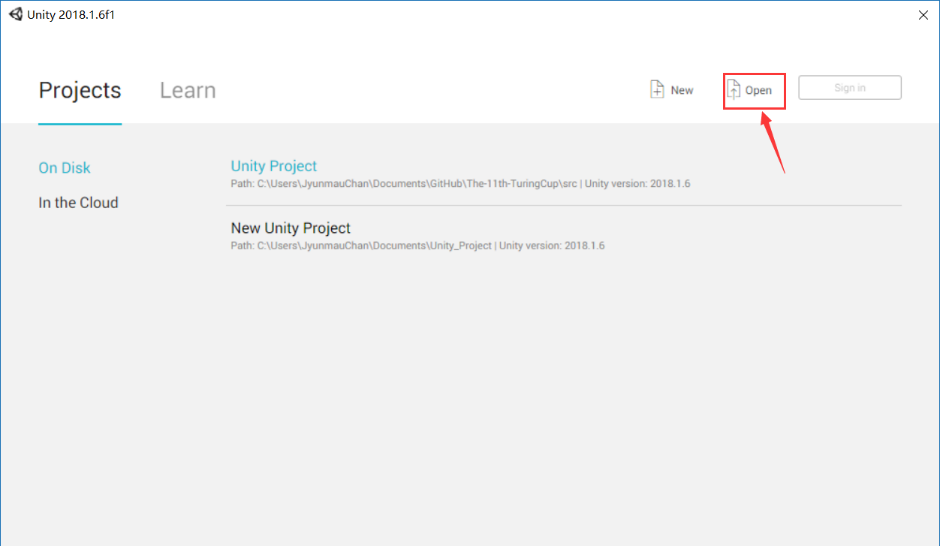 Unity 2018.1.6f1
Projects
Learn
New
Open
Sign in
On Disk
In the Cloud
Unity Project
Path: C:\Users\JyunmauChan\Documents\GitHub\The-11th-TuringCup\src | Unity version: 2018.1.6
New Unity Project
Path: C:\Users\JyunmauChan\Documents\Unity_Project | Unity version: 2018.1.6